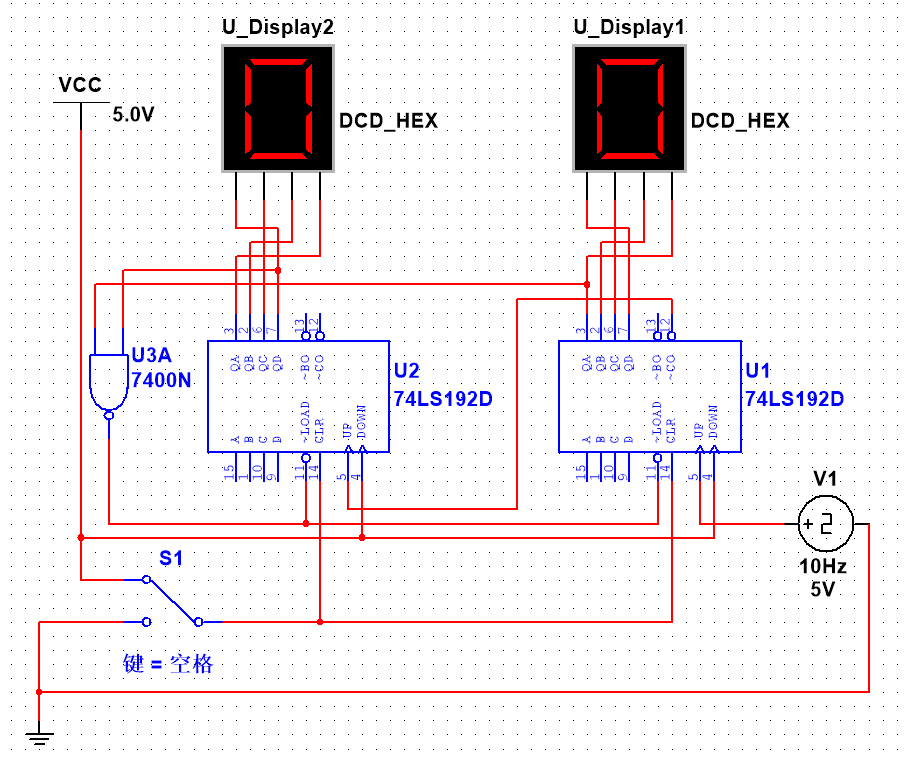 U_Display2
U_Display1
VCC
5.0V
DCD_HEX
DCD_HEX
3 2 6 7 13 12
3 2 6 7 13 12
QA QB QC QD ~BO ~CO
QA QB QC QD ~BO ~CO
U3A
7400N
U2
74LS192D
U1
74LS192D
A B C D ~LOAD CLR UP DOWN
A B C D ~LOAD CLR UP DOWN
15 1 10 9 11 14 5 4
15 1 10 9 11 14 5 4
V1
10Hz
5V
S1
键 = 空格